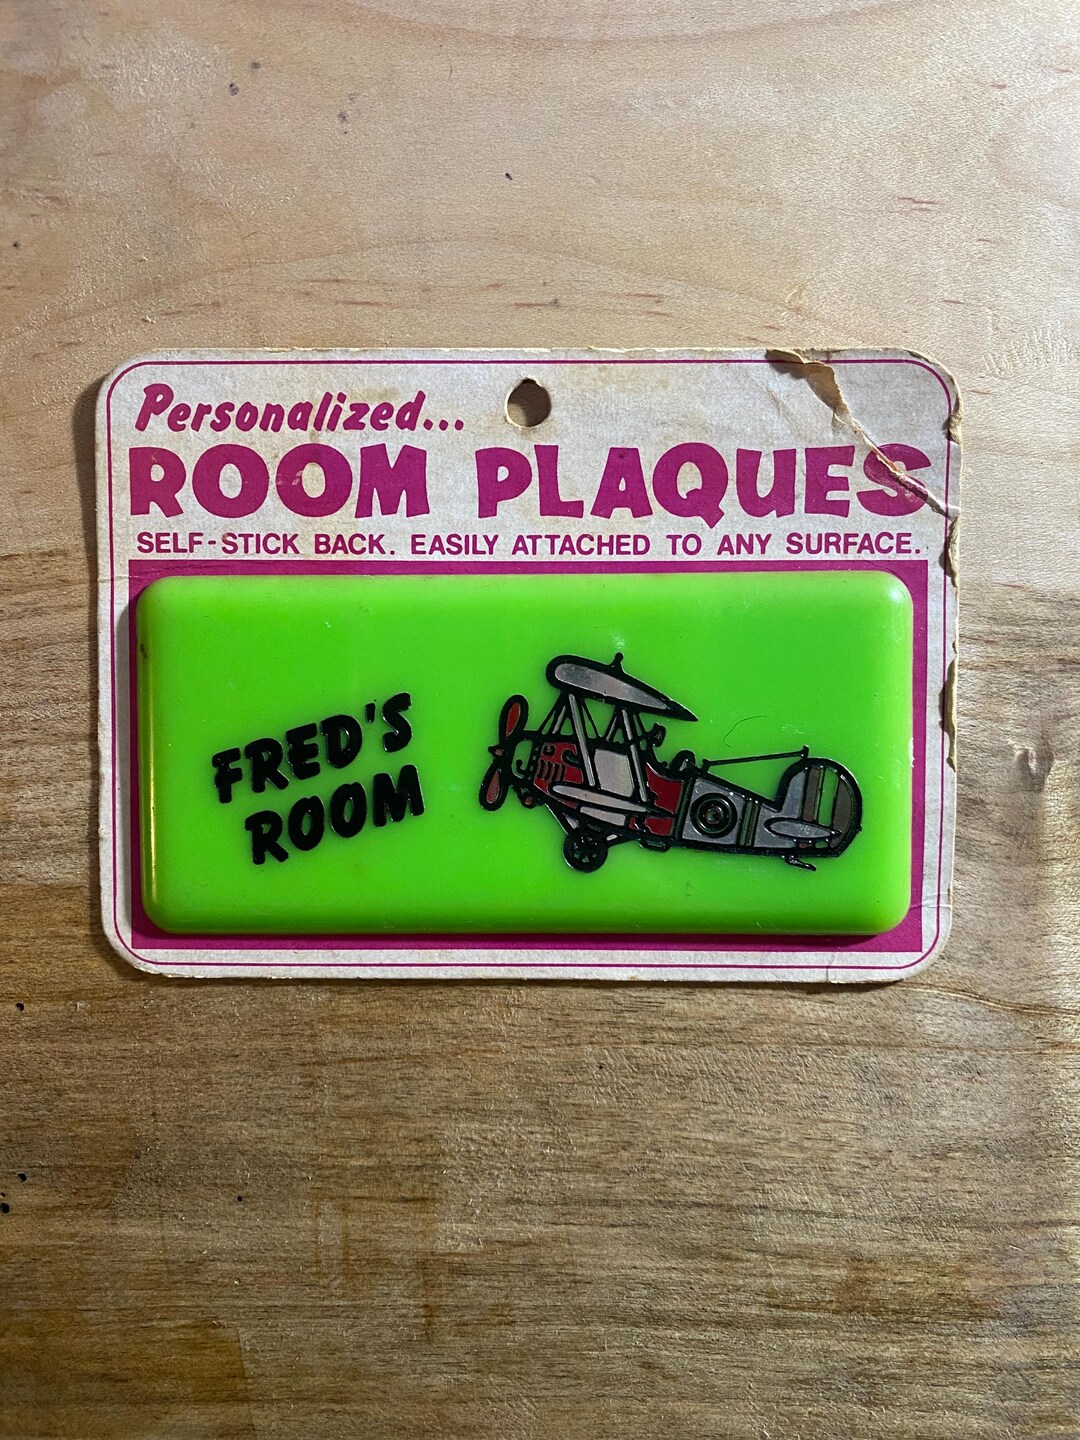 Personalized...
ROOM PLAQUES
SELF-STICK BACK. EASILY ATTACHED TO ANY SURFACE.
FRED'S
ROOM